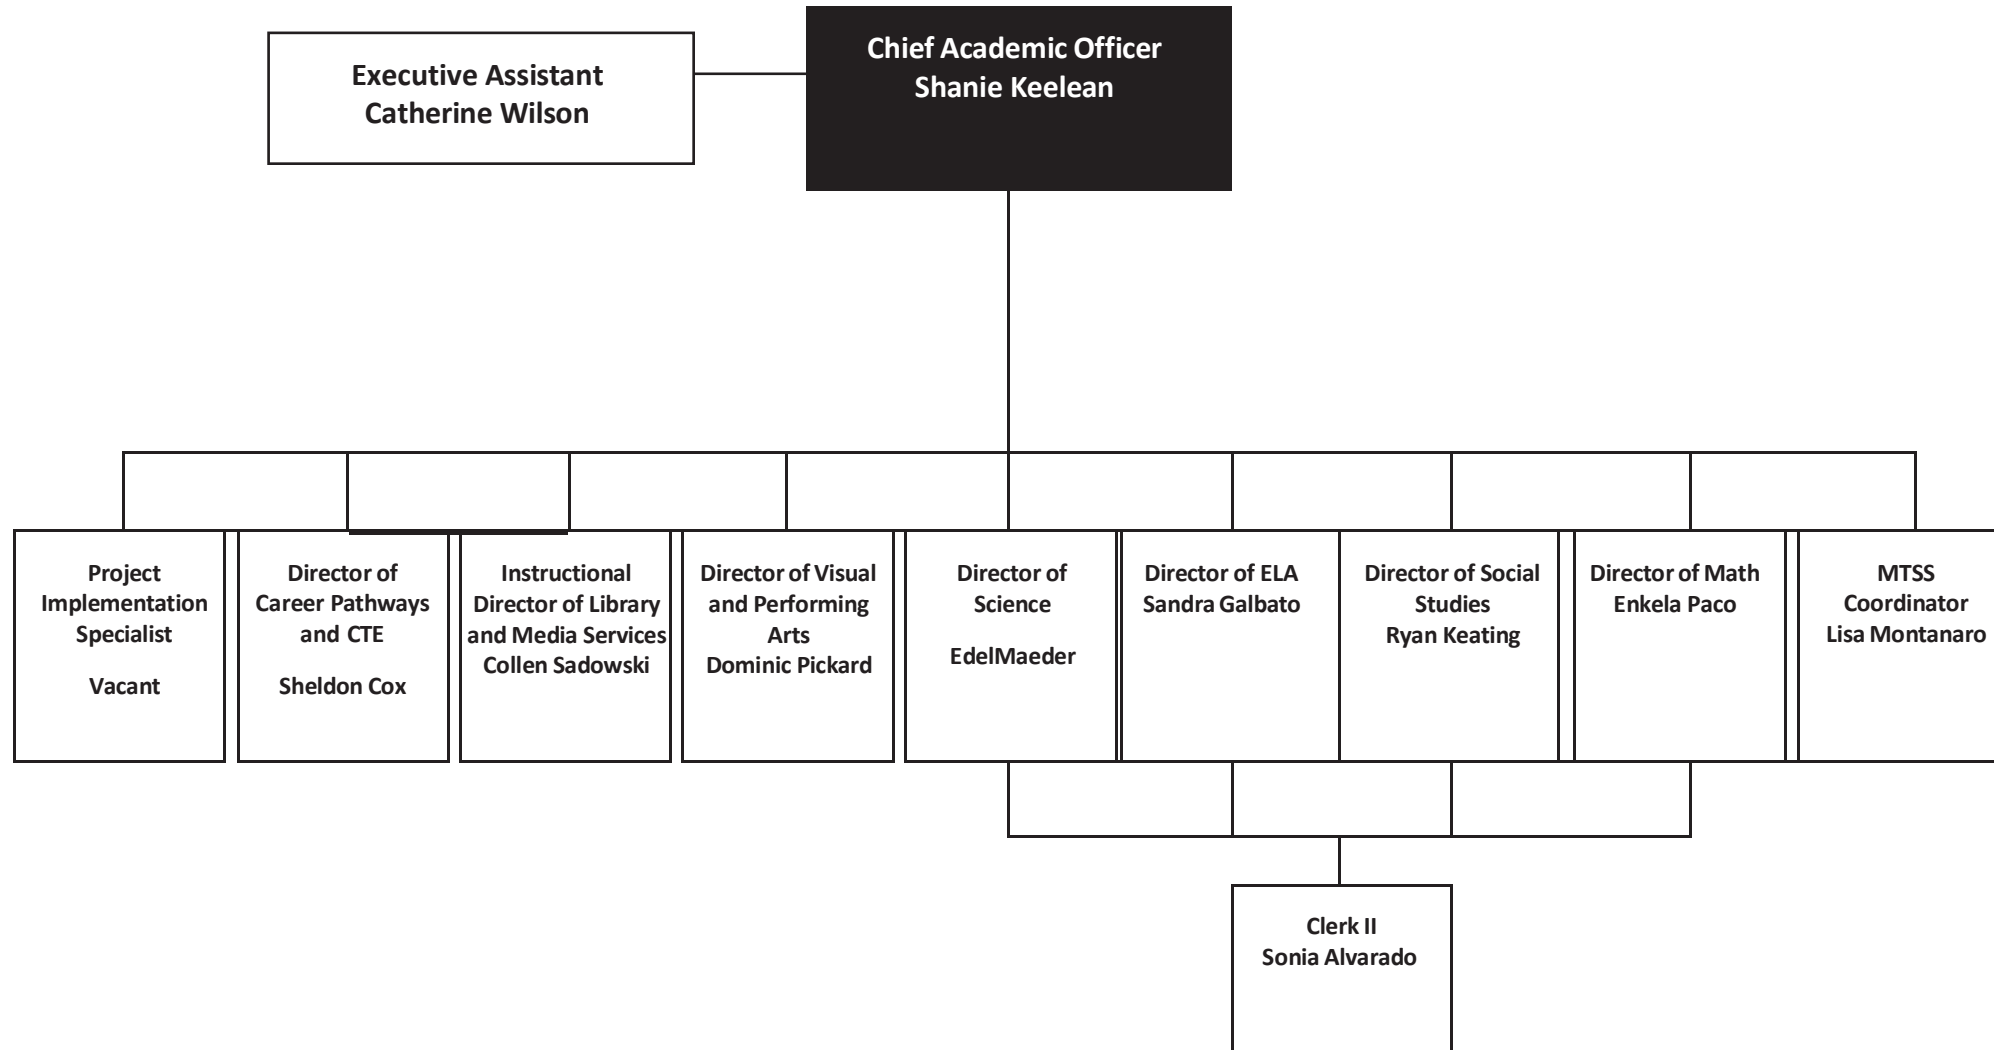 Executive Assistant
Catherine Wilson
Chief Academic Officer
Shanie Keelean
Project
Implementation
Specialist
Vacant
Director of
Career Pathways
and CTE
Sheldon Cox
Instructional
Director of Library
and Media Services
Collen Sadowski
Director of Visual
and Performing
Arts
Dominic Pickard
Director of
Science
EdelMaeder
Director of ELA
Sandra Galbato
Director of Social
Studies
Ryan Keating
Director of Math
Enkela Paco
MTSS
Coordinator
Lisa Montanaro
Clerk II
Sonia Alvarado